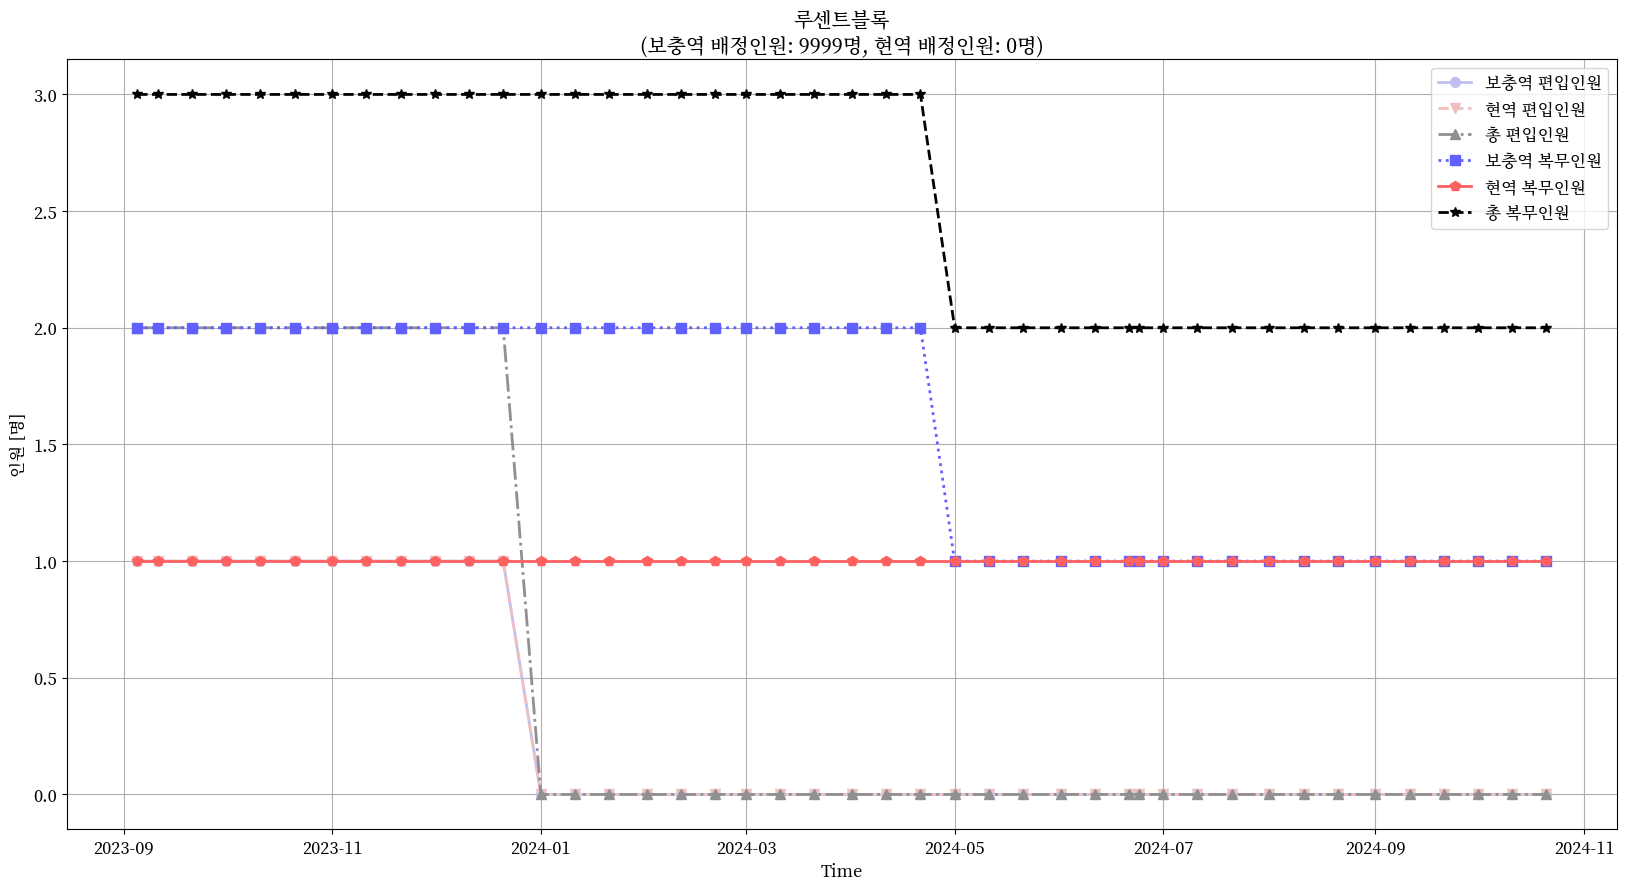 루센트블록
(보충역 배정인원: 9999명, 현역 배정인원: 0명)
보충역 편입인원
현역 편입인원
총 편입인원
보충역 복무인원
현역 복무인원
총 복무인원
3.0
2.5
2.0
1.5
1.0
0.5
0.0
인원 [명]
2023-09
2023-11
2024-01
2024-03
2024-05
2024-07
2024-09
2024-11
Time